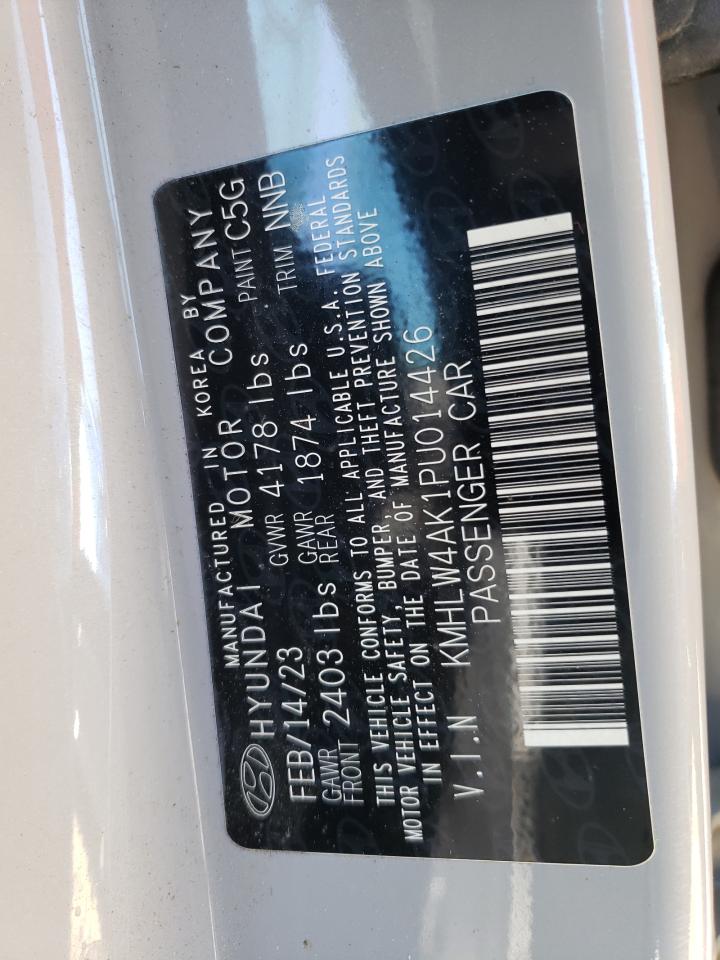 MANUFACTURED IN KOREA BY
HYUNDAI MOTOR COMPANY
FEB/14/23 GVWR 4178 lbs PAINT C5G
GAWR FRONT 2403 lbs GAWR REAR 1874 lbs TRIM NNB
THIS VEHICLE CONFORMS TO ALL APPLICABLE U.S.A. FEDERAL
MOTOR VEHICLE SAFETY, BUMPER, AND THEFT PREVENTION STANDARDS
IN EFFECT ON THE DATE OF MANUFACTURE SHOWN ABOVE
V.I.N KMHLW4AK1PU014426
PASSENGER CAR